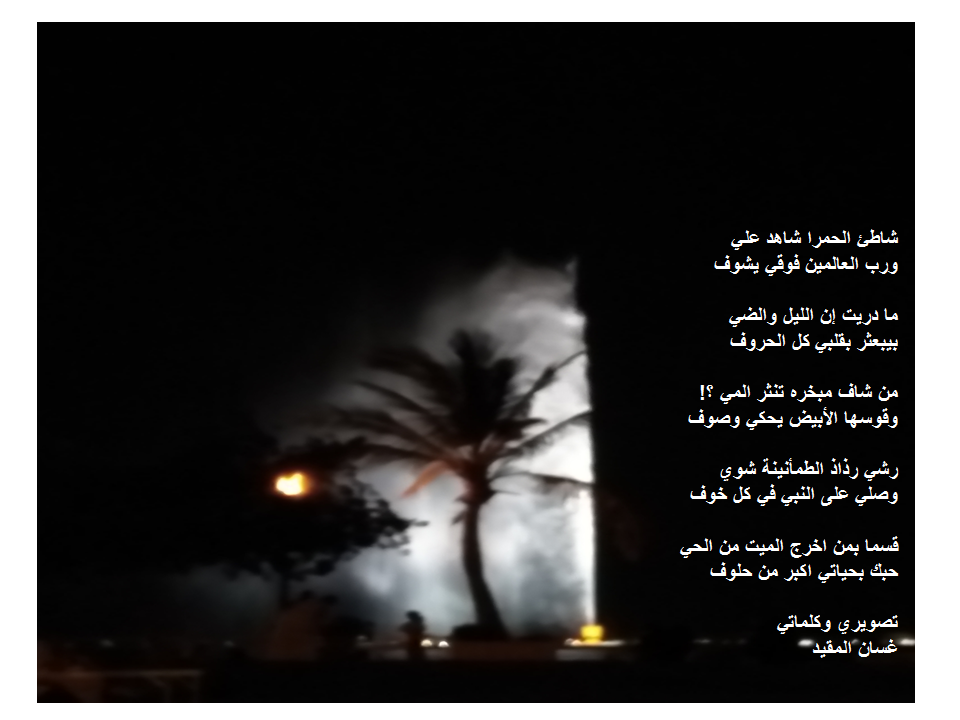 شاطئ الحمرا شاهد علي
ورب العالمين فوقي يشوف
ما دريت إن الليل والضي
بيبعثر بقلبي كل الحروف
من شاف مبخره تنثر المي ؟!
وقوسها الأبيض يحكي وصوف
رشي رذاذ الطمأنينة شوي
وصلي على النبي في كل خوف
قسما بمن اخرج الميت من الحي
حبك بحياتي اكبر من حلوف
تصويري وكلماتي
غسان المقيد